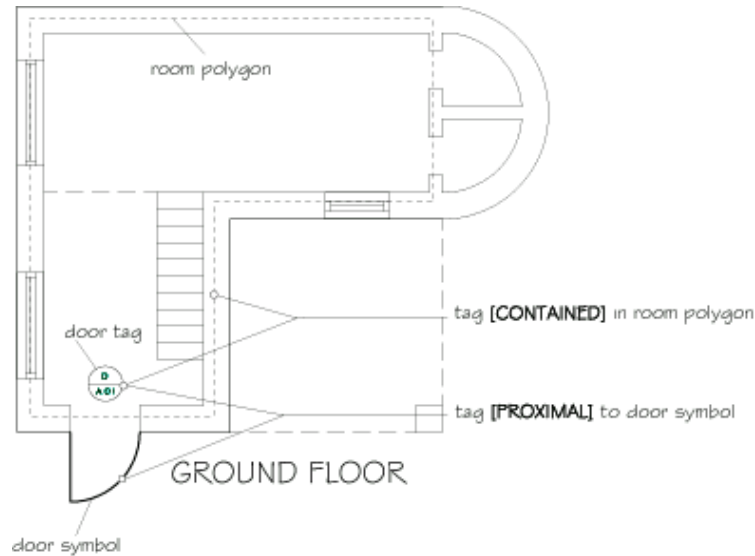 room polygon
tag [CONTAINED] in room polygon
door tag
D
A01
tag [PROXIMAL] to door symbol
GROUND FLOOR
door symbol